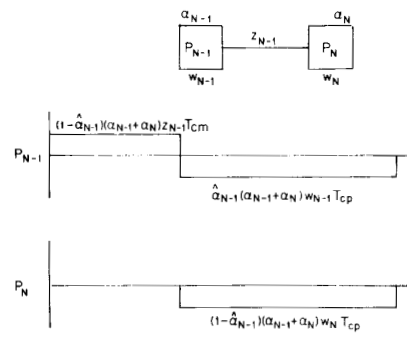 α_{N-1} α_N
P_{N-1} z_{N-1} P_N
w_{N-1} w_N
(1-α̂_{N-1})(α_{N-1}+α_N)z_{N-1}T_{cm}
P_{N-1}
α̂_{N-1}(α_{N-1}+α_N)w_{N-1}T_{cp}
P_N
(1-α̂_{N-1})(α_{N-1}+α_N)w_N T_{cp}